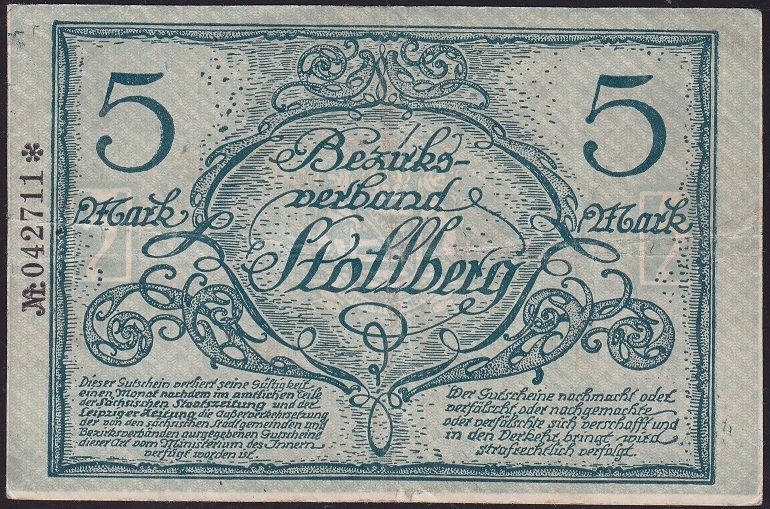 5
Mark
5
Mark
Bezirks-
verband
Stollberg
№ 042711 *
Dieser Gutschein verliert seine Gültigkeit
einen Monat nachdem im amtlichen Teile
der Sächsischen Staatszeitung und der
Leipziger Zeitung die Außerverkehrsetzung
der von den sächsischen Stadtgemeinden und
Bezirksverbänden ausgegebenen Gutscheine
dieser Art vom Ministerium des Innern
verfügt worden ist.
Wer Gutscheine nachmacht oder
verfälscht, oder nachgemachte
oder verfälschte sich verschafft und
in den Verkehr bringt, wird
strafrechtlich verfolgt.